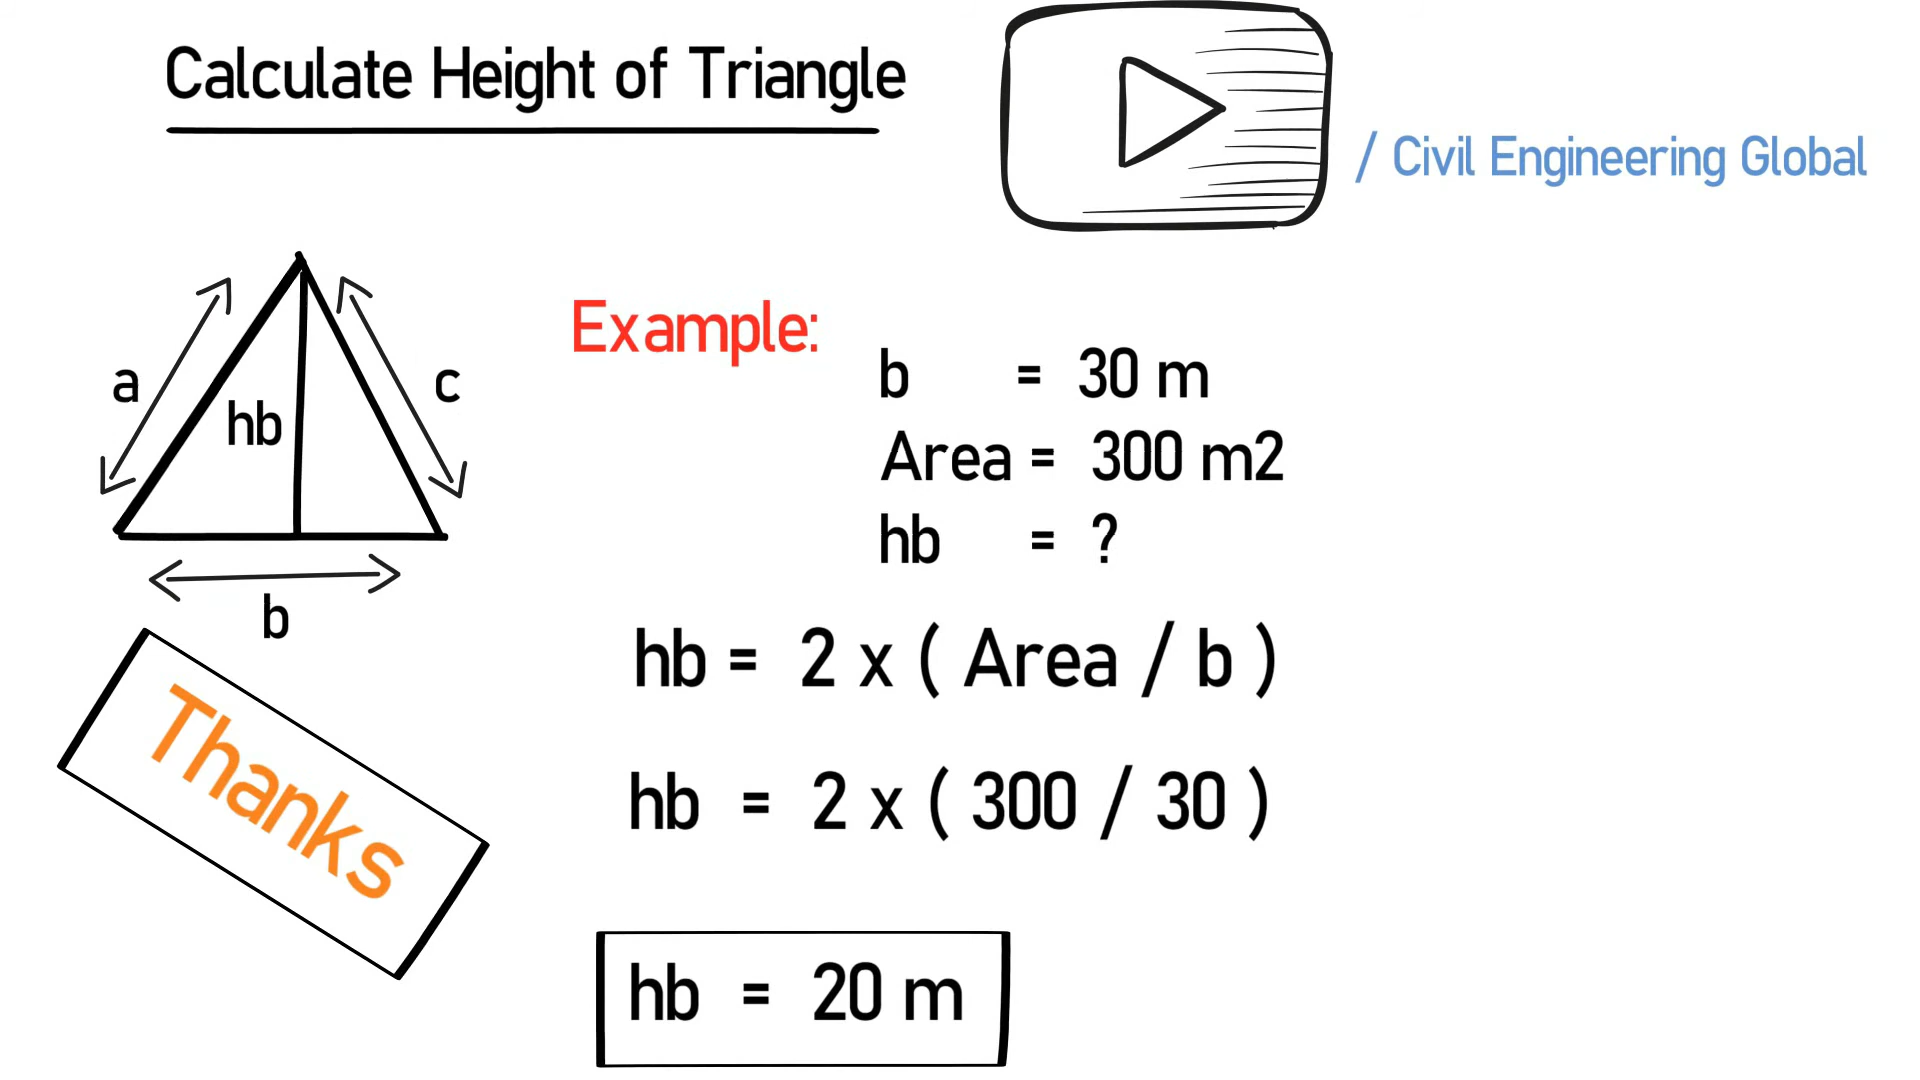 Calculate Height of Triangle
/ Civil Engineering Global
a
hb
c
b
Example:
b = 30 m
Area = 300 m2
hb = ?
hb = 2 x ( Area / b )
hb = 2 x ( 300 / 30 )
hb = 20 m
Thanks